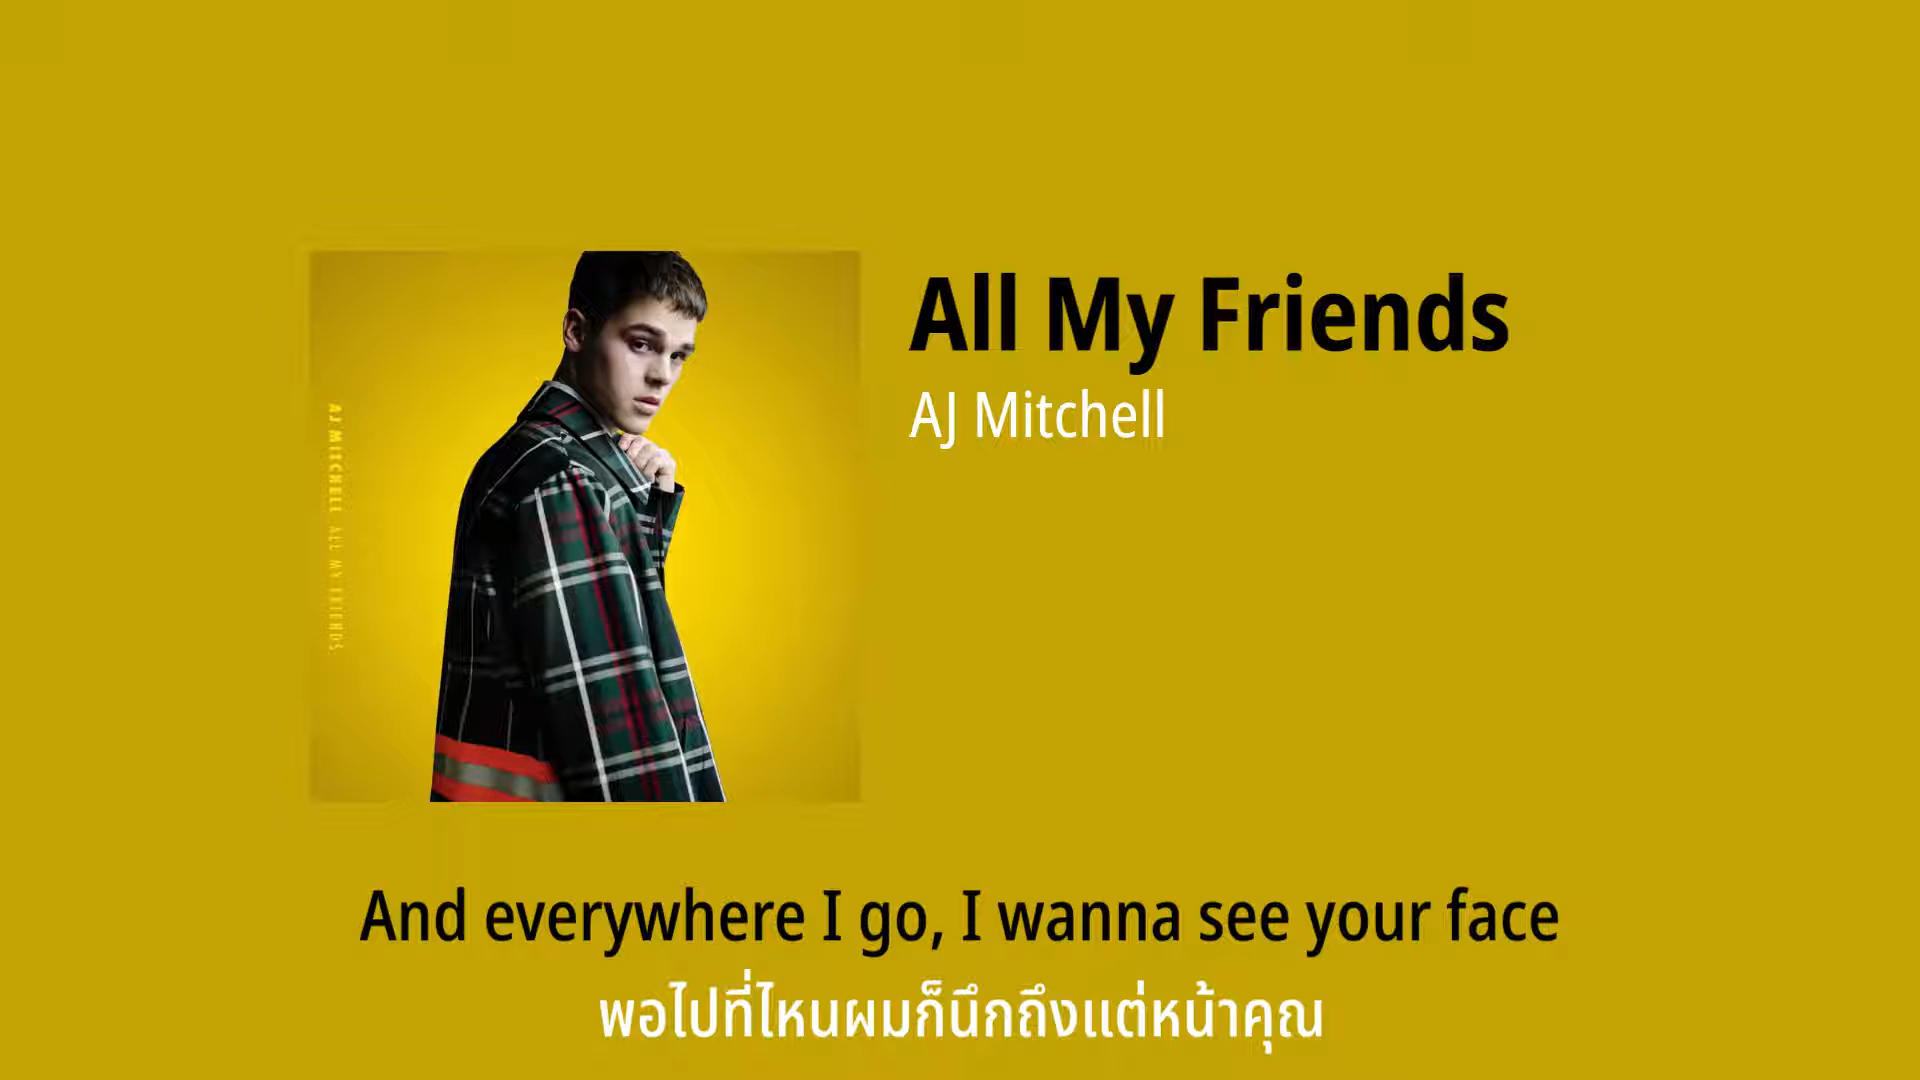 AJ MITCHELL ALL MY FRIENDS.
All My Friends
AJ Mitchell
And everywhere I go, I wanna see your face
พอไปที่ไหนผมก็นึกถึงแต่หน้าคุณ